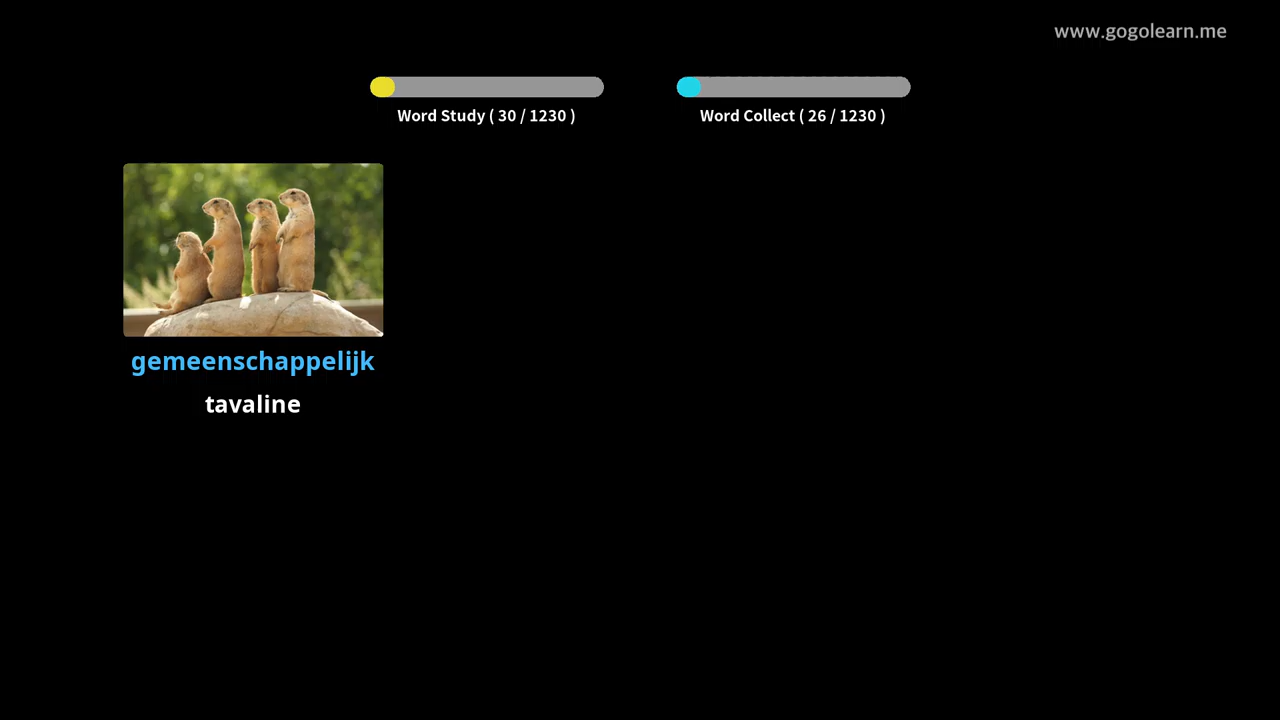 www.gogolearn.me
Word Study ( 30 / 1230 )
Word Collect ( 26 / 1230 )
gemeenschappelijk
tavaline